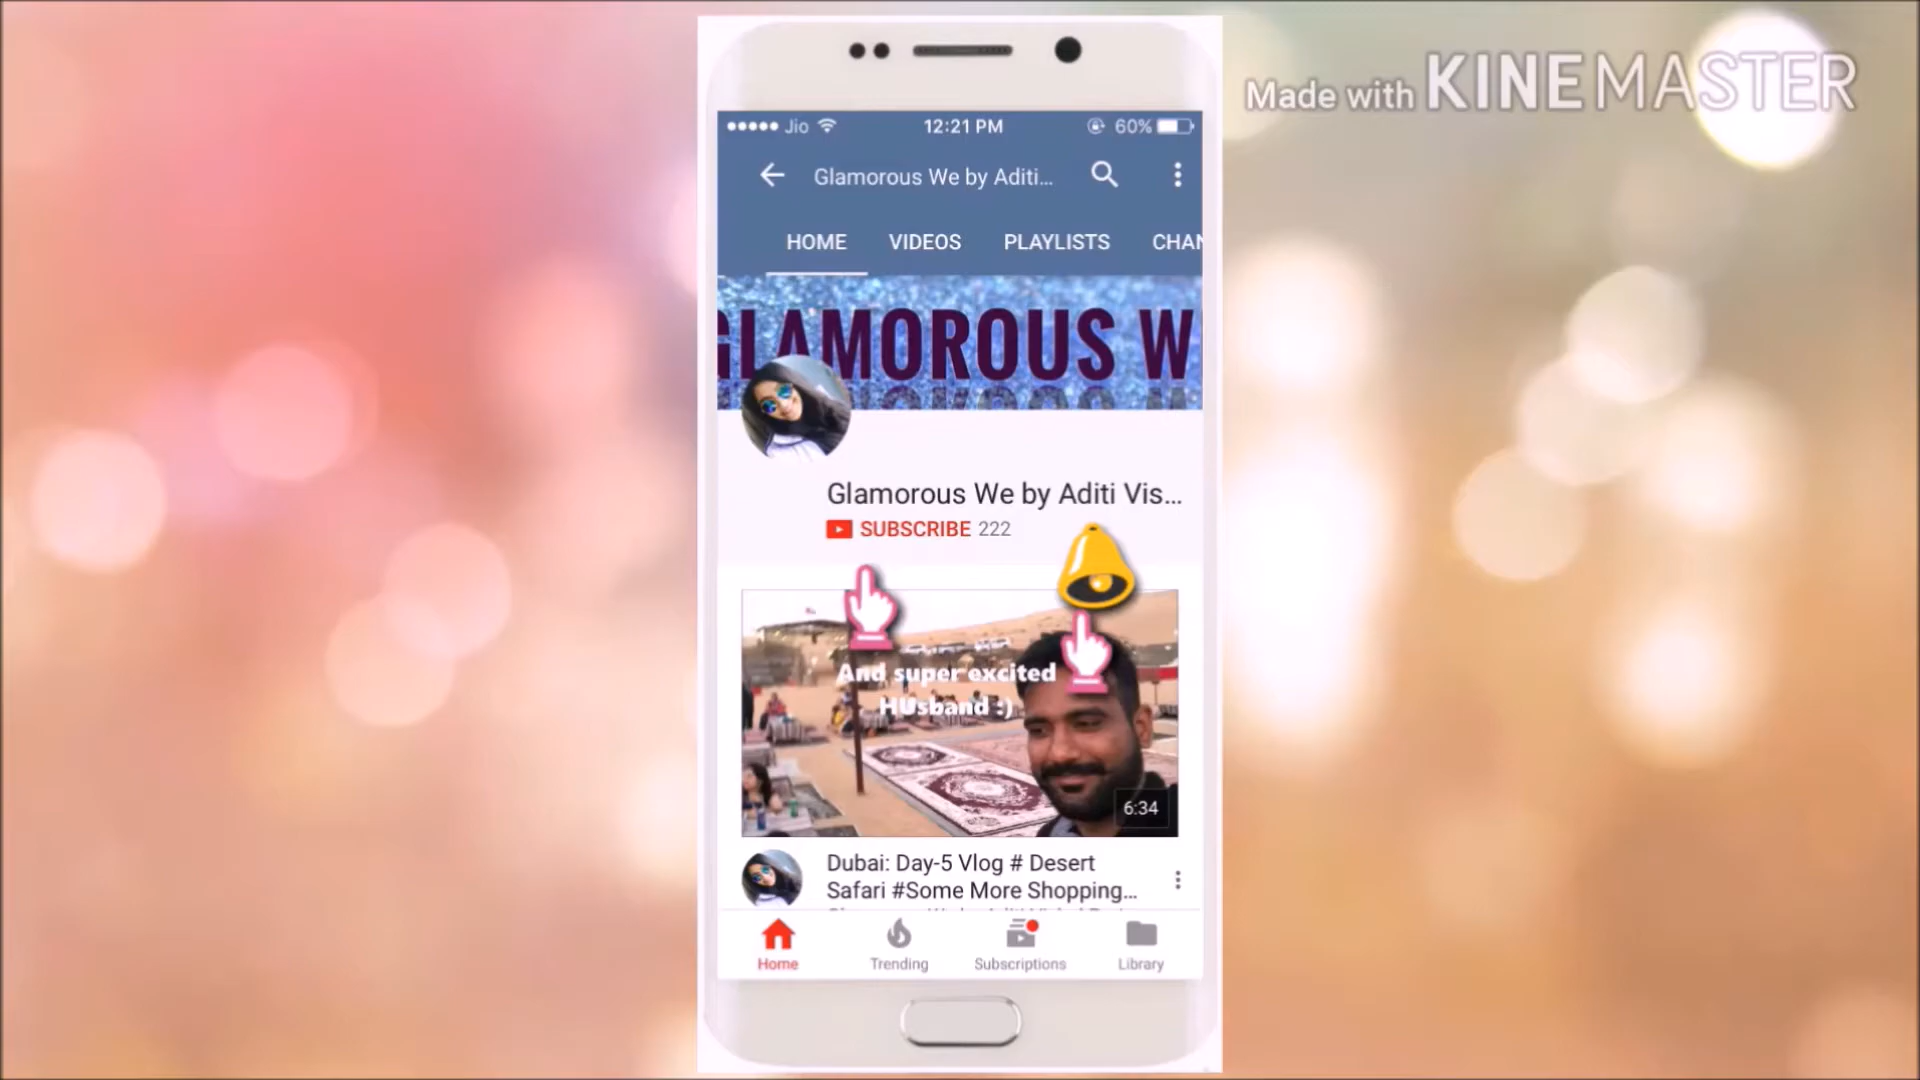 Made with KINEMASTER
Jio 12:21 PM 60%
Glamorous We by Aditi...
HOME VIDEOS PLAYLISTS CHAN
GLAMOROUS W
Glamorous We by Aditi Vis...
SUBSCRIBE 222
And super excited
HUsband :)
6:34
Dubai: Day-5 Vlog # Desert
Safari #Some More Shopping...
Home Trending Subscriptions Library